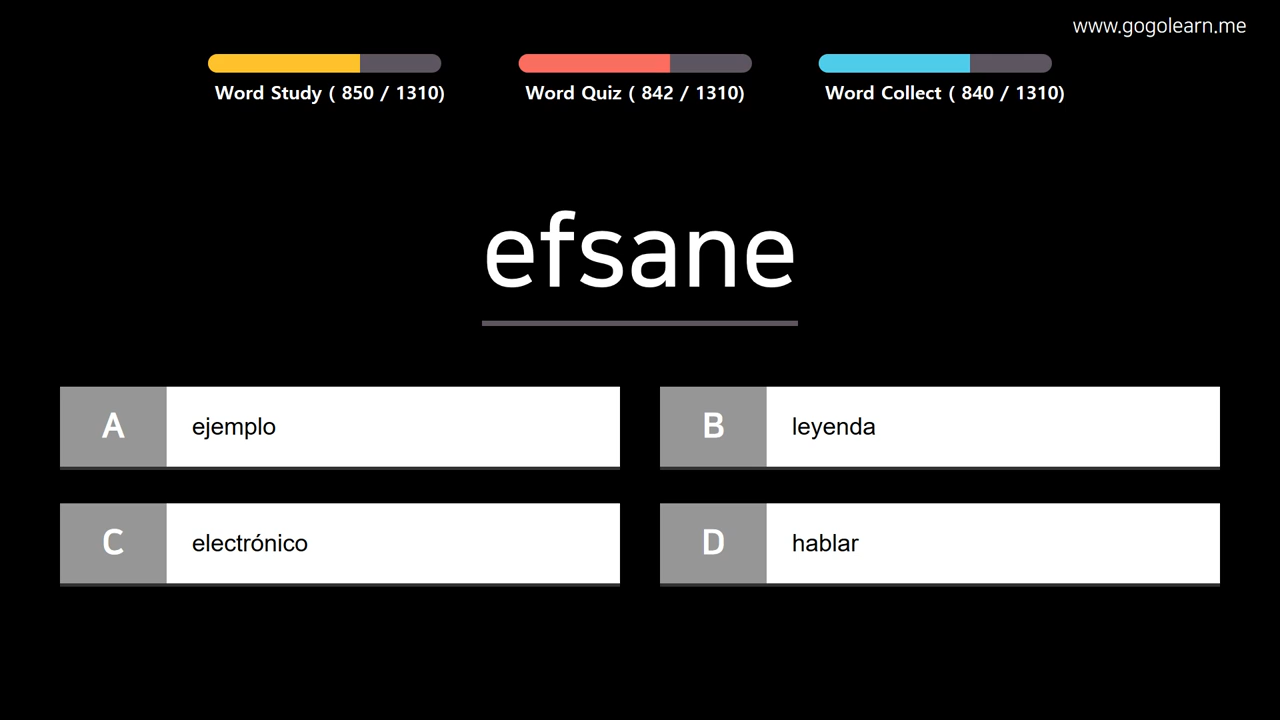 www.gogolearn.me
Word Study ( 850 / 1310)
Word Quiz ( 842 / 1310)
Word Collect ( 840 / 1310)
efsane
A ejemplo
B leyenda
C electrónico
D hablar